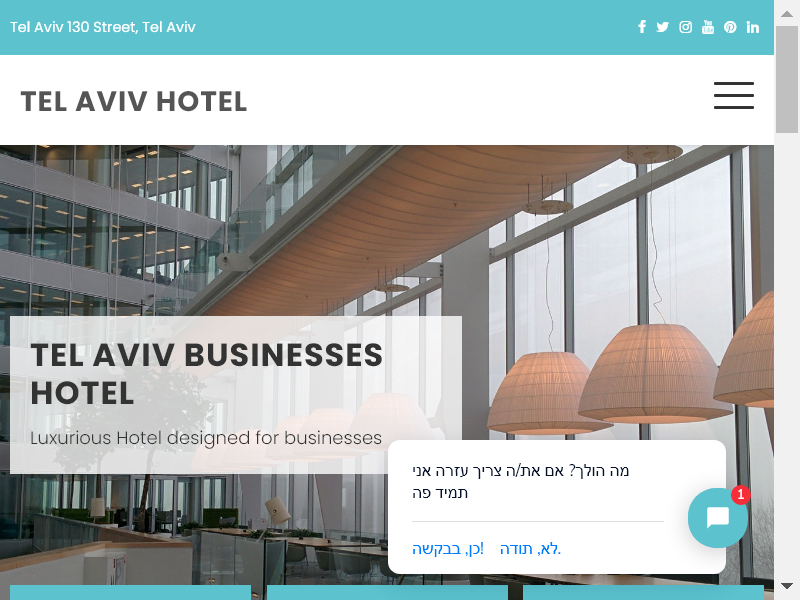 Tel Aviv 130 Street, Tel Aviv
TEL AVIV HOTEL
TEL AVIV BUSINESSES
HOTEL
Luxurious Hotel designed for businesses
מה הולך? אם את/ה צריך עזרה אני
תמיד פה
1
כן, בבקשה! לא, תודה.